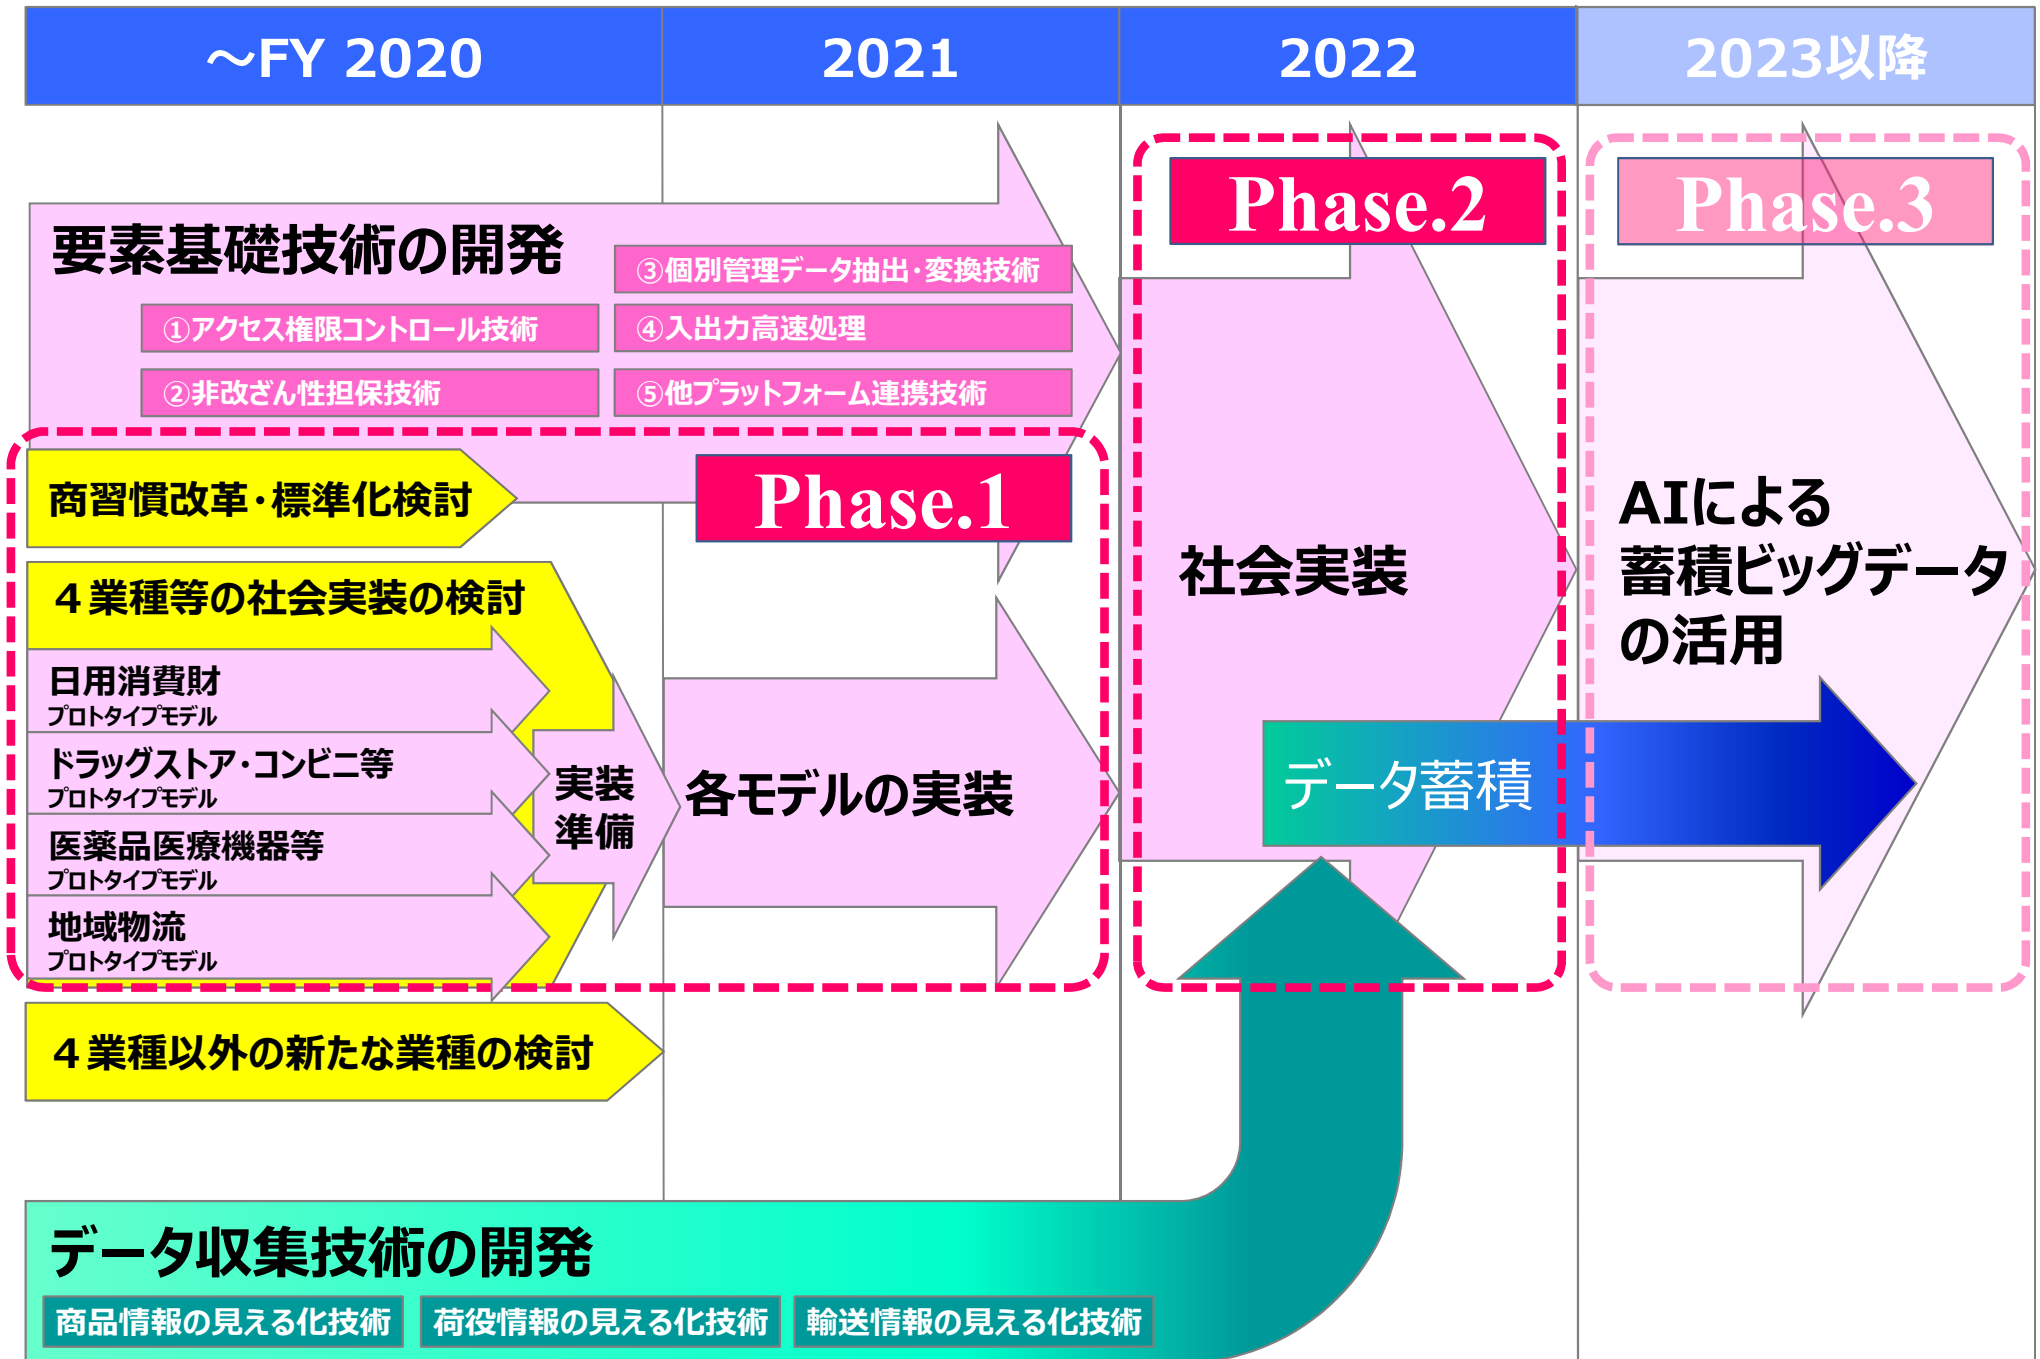 ～FY 2020
2021
2022
2023以降
要素基礎技術の開発
①アクセス権限コントロール技術
②非改ざん性担保技術
③個別管理データ抽出・変換技術
④入出力高速処理
⑤他プラットフォーム連携技術
Phase.1
商習慣改革・標準化検討
４業種等の社会実装の検討
日用消費財
プロトタイプモデル
ドラッグストア・コンビニ等
プロトタイプモデル
医薬品医療機器等
プロトタイプモデル
地域物流
プロトタイプモデル
実装
準備
各モデルの実装
４業種以外の新たな業種の検討
Phase.2
社会実装
データ蓄積
Phase.3
AIによる
蓄積ビッグデータ
の活用
データ収集技術の開発
商品情報の見える化技術
荷役情報の見える化技術
輸送情報の見える化技術